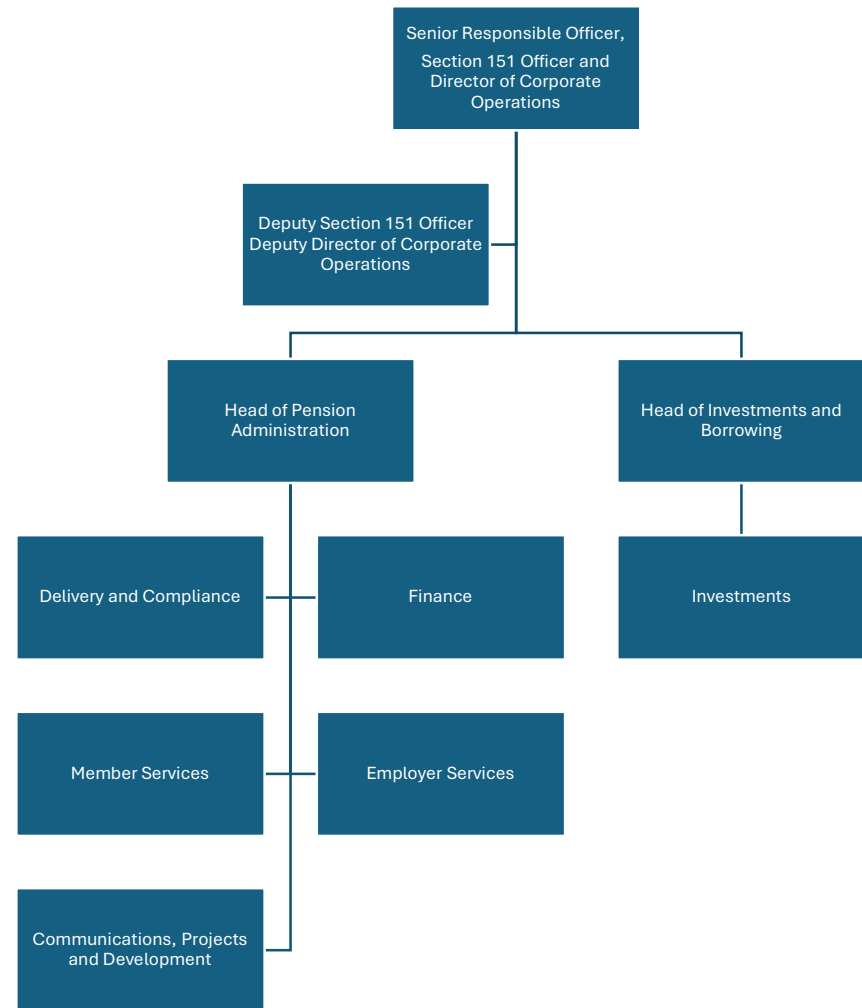 Senior Responsible Officer,
Section 151 Officer and
Director of Corporate
Operations
Deputy Section 151 Officer
Deputy Director of Corporate
Operations
Head of Pension
Administration
Head of Investments and
Borrowing
Delivery and Compliance
Finance
Investments
Member Services
Employer Services
Communications, Projects
and Development